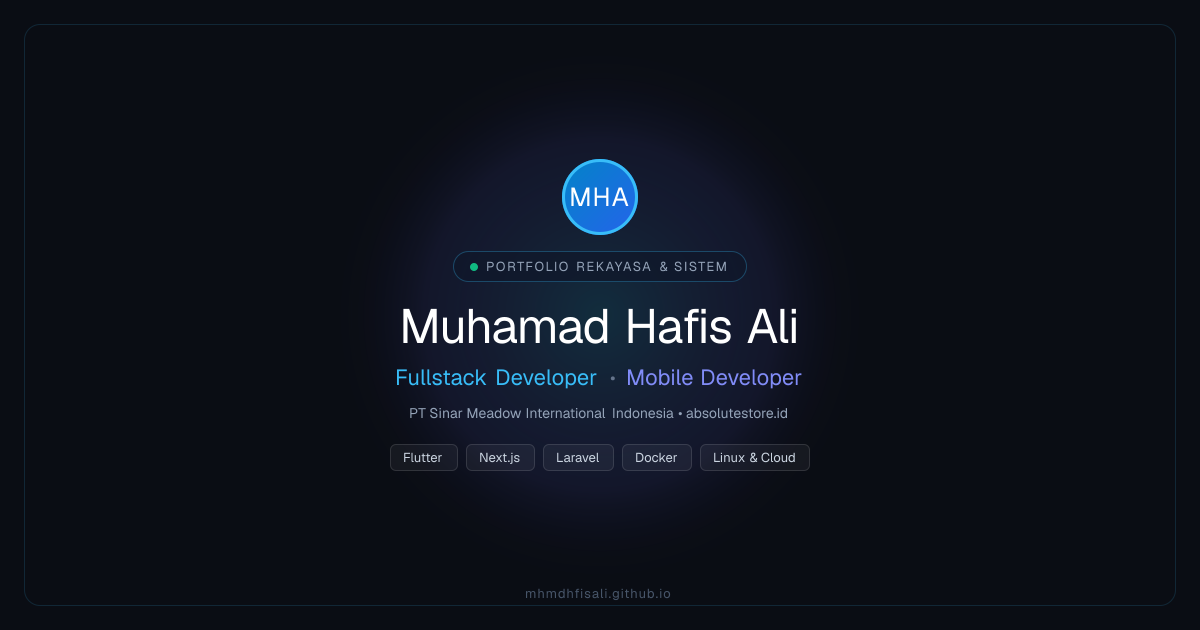 MHA
PORTFOLIO REKAYASA & SISTEM
Muhamad Hafis Ali
Fullstack Developer • Mobile Developer
PT Sinar Meadow International Indonesia • absolutestore.id
Flutter Next.js Laravel Docker Linux & Cloud
mhmdhfisali.github.io